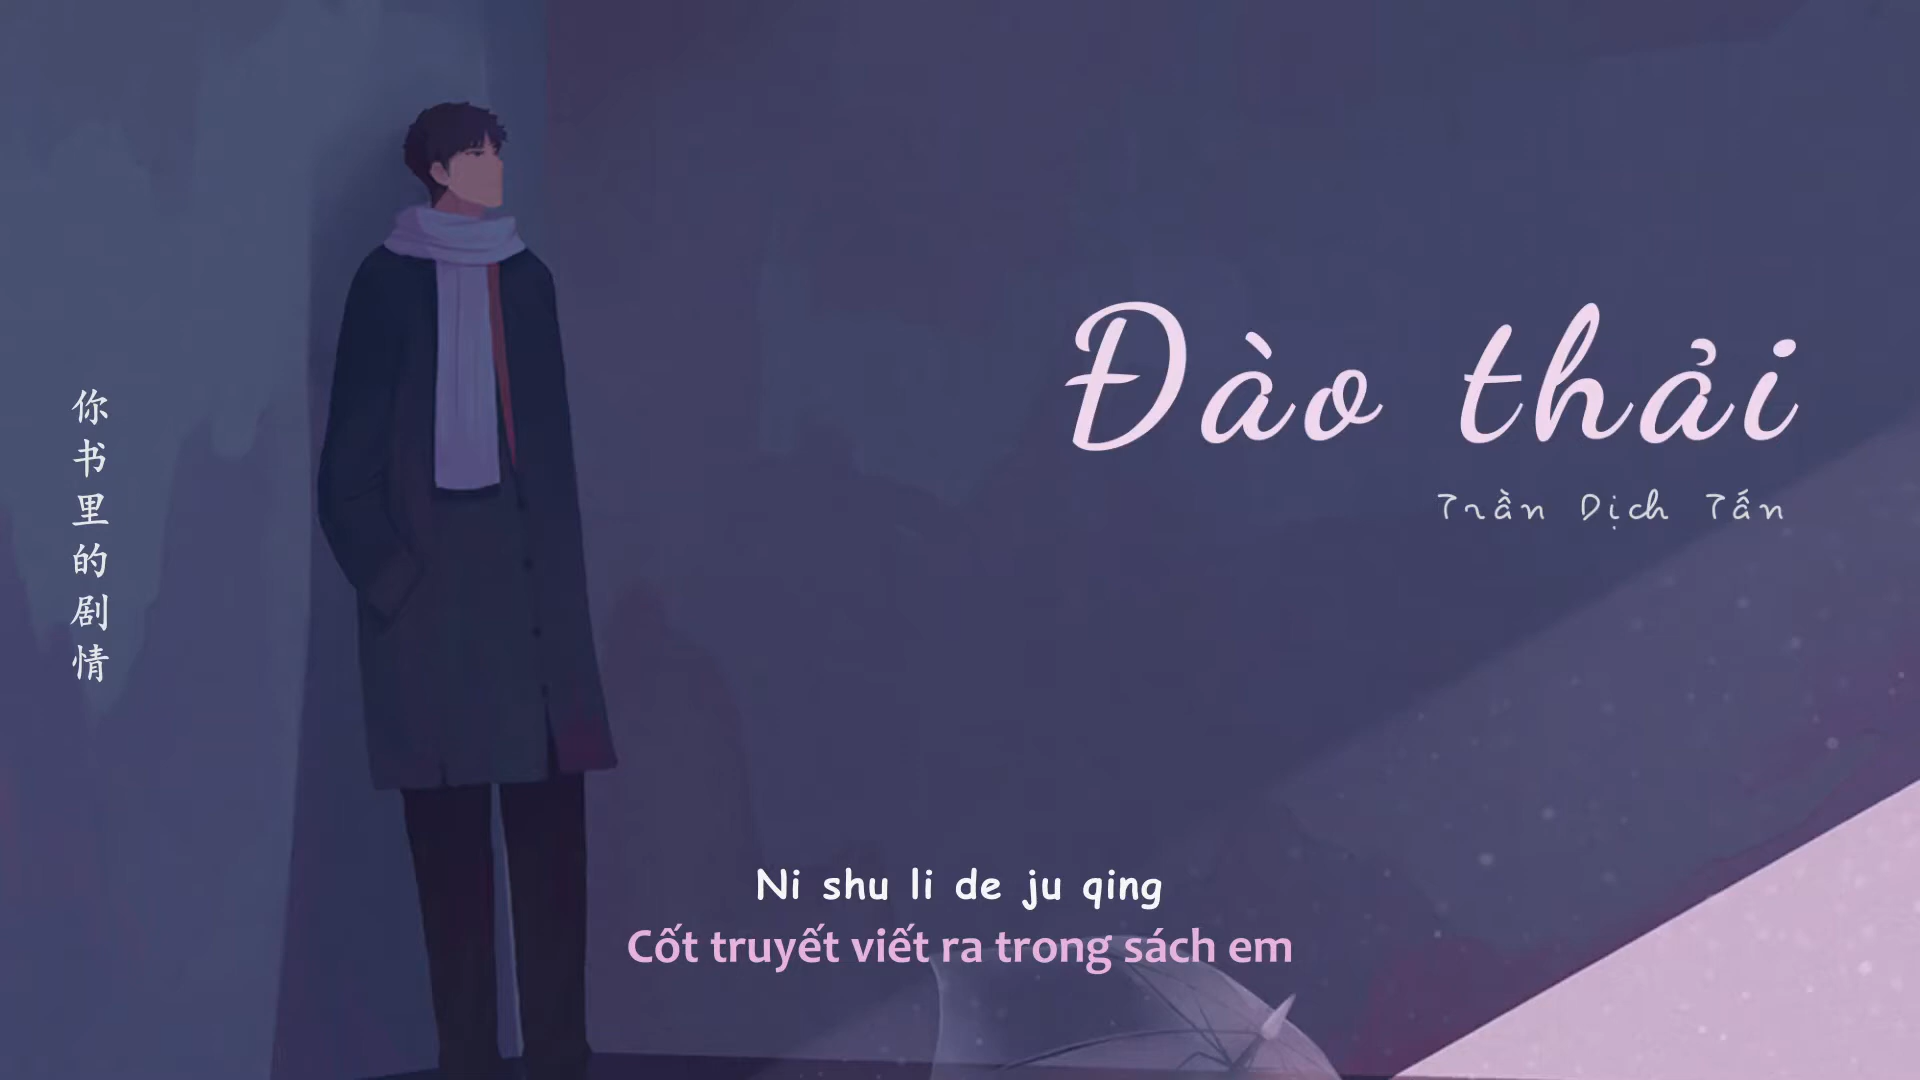 你书里的剧情
Đào thải
Trần Dịch Tấn
Ni shu li de ju qing
Cốt truyết viết ra trong sách em